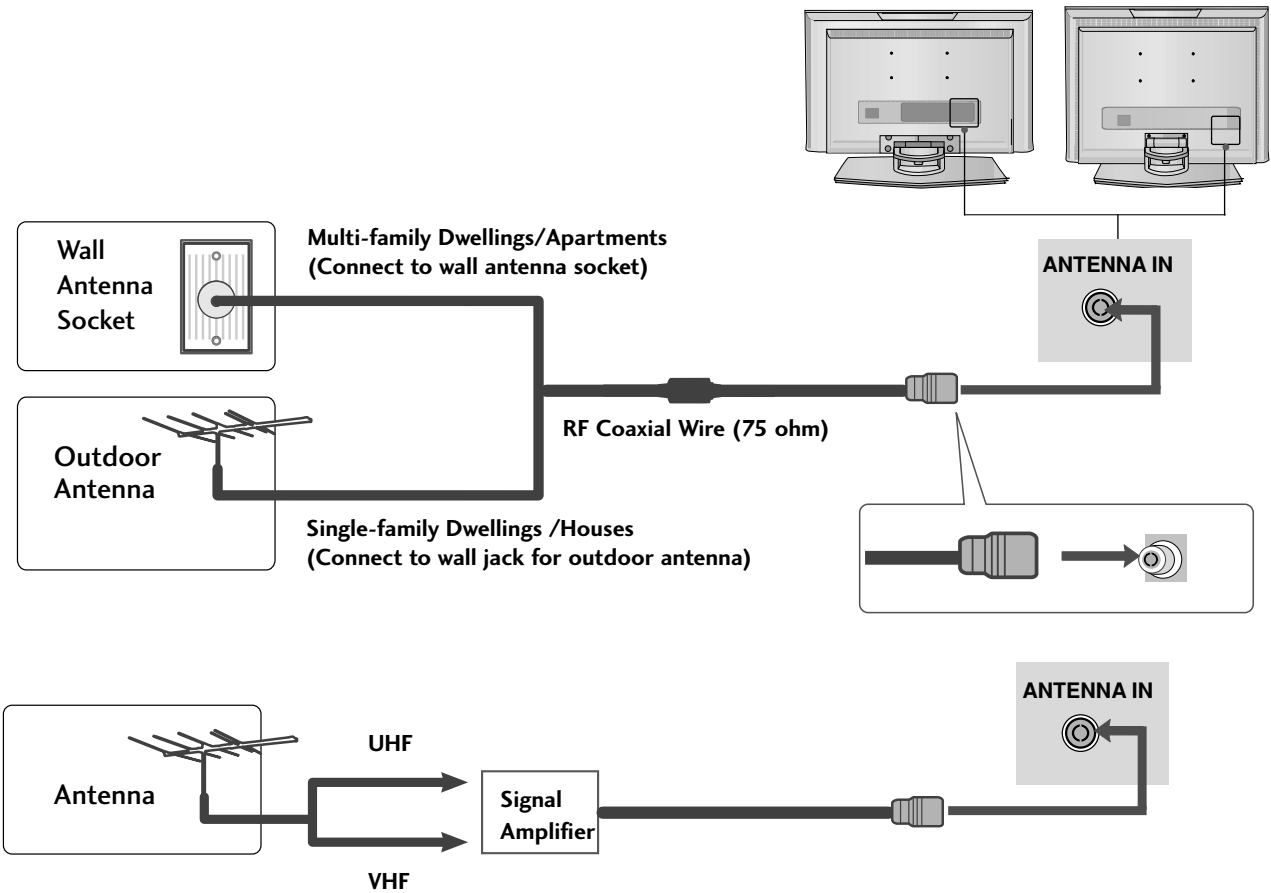 Wall
Antenna
Socket
Multi-family Dwellings/Apartments
(Connect to wall antenna socket)
ANTENNA IN
RF Coaxial Wire (75 ohm)
Outdoor
Antenna
Single-family Dwellings /Houses
(Connect to wall jack for outdoor antenna)
ANTENNA IN
Antenna
UHF
Signal
Amplifier
VHF